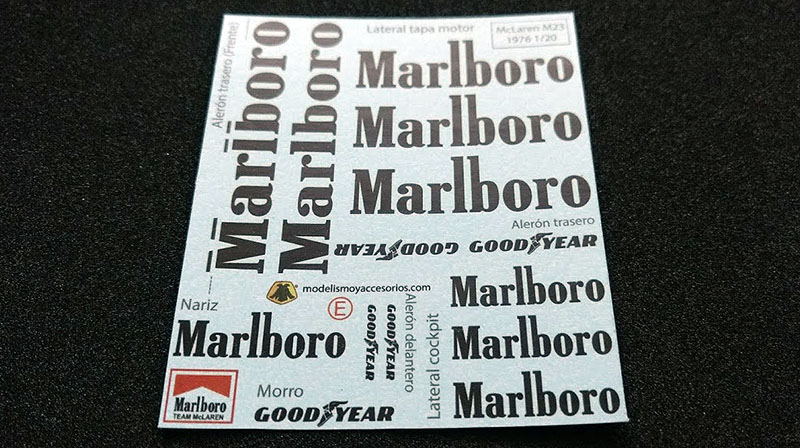 Alerón trasero (Frente)
Marlboro
Marlboro
Lateral tapa motor
McLaren M23
1976 1/20
Marlboro
Marlboro
Marlboro
Alerón trasero
GOODYEAR
GOODYEAR
modelismoyaccesorios.com
E
Nariz
Marlboro
GOODYEAR
GOODYEAR
Alerón delantero
Lateral cockpit
Marlboro
Marlboro
Marlboro
Marlboro
TEAM McLAREN
Morro
GOODYEAR